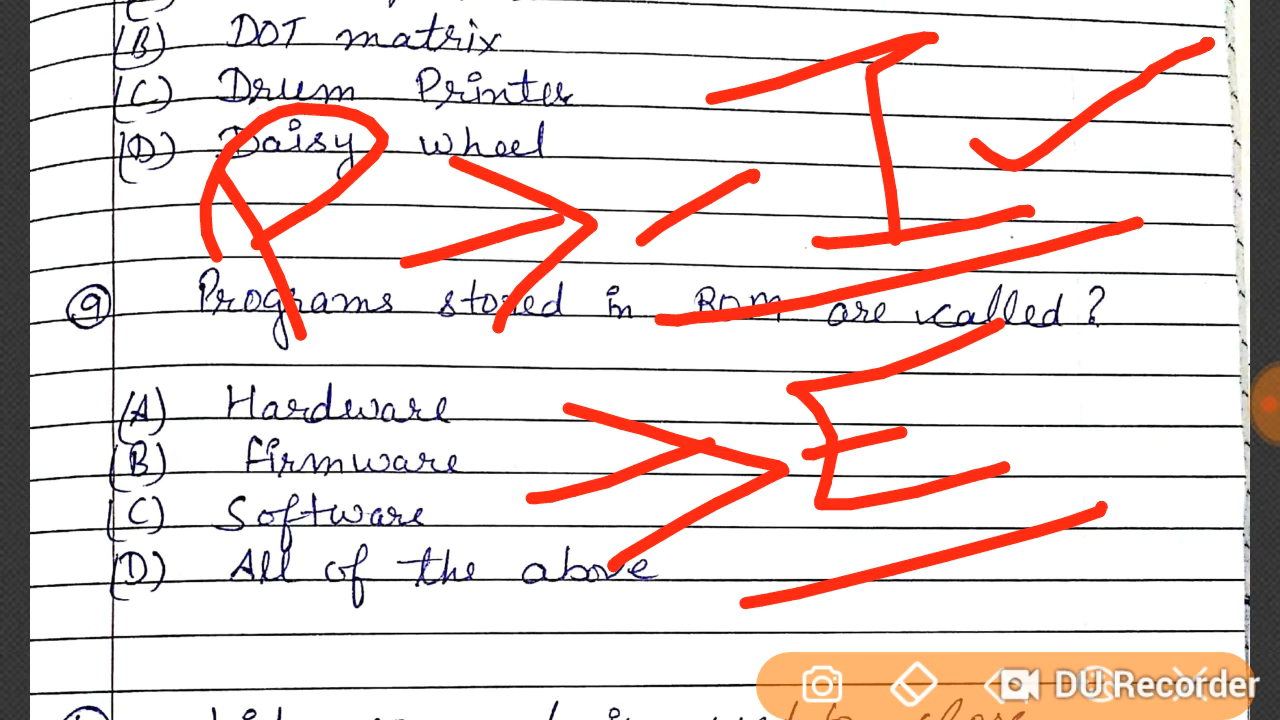 (B) DOT matrix
(C) Drum Printer
(D) Daisy wheel
R → I
9 Programs stored in ROM are called?
→ E
(A) Hardware
(B) firmware
(C) Software
(D) All of the above
DU Recorder